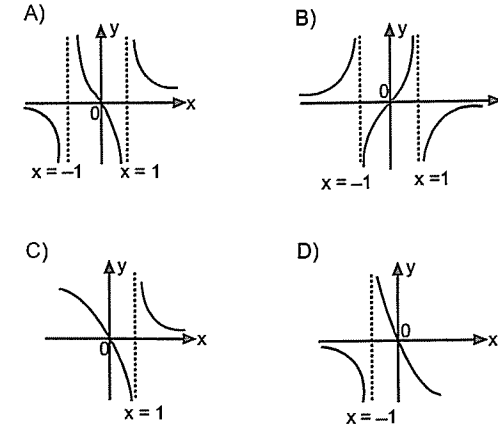 A)
y
0
x
x = –1
x = 1
B)
y
0
x = –1
x =1
C)
y
0
x
x = 1
D)
y
0
x
x = –1